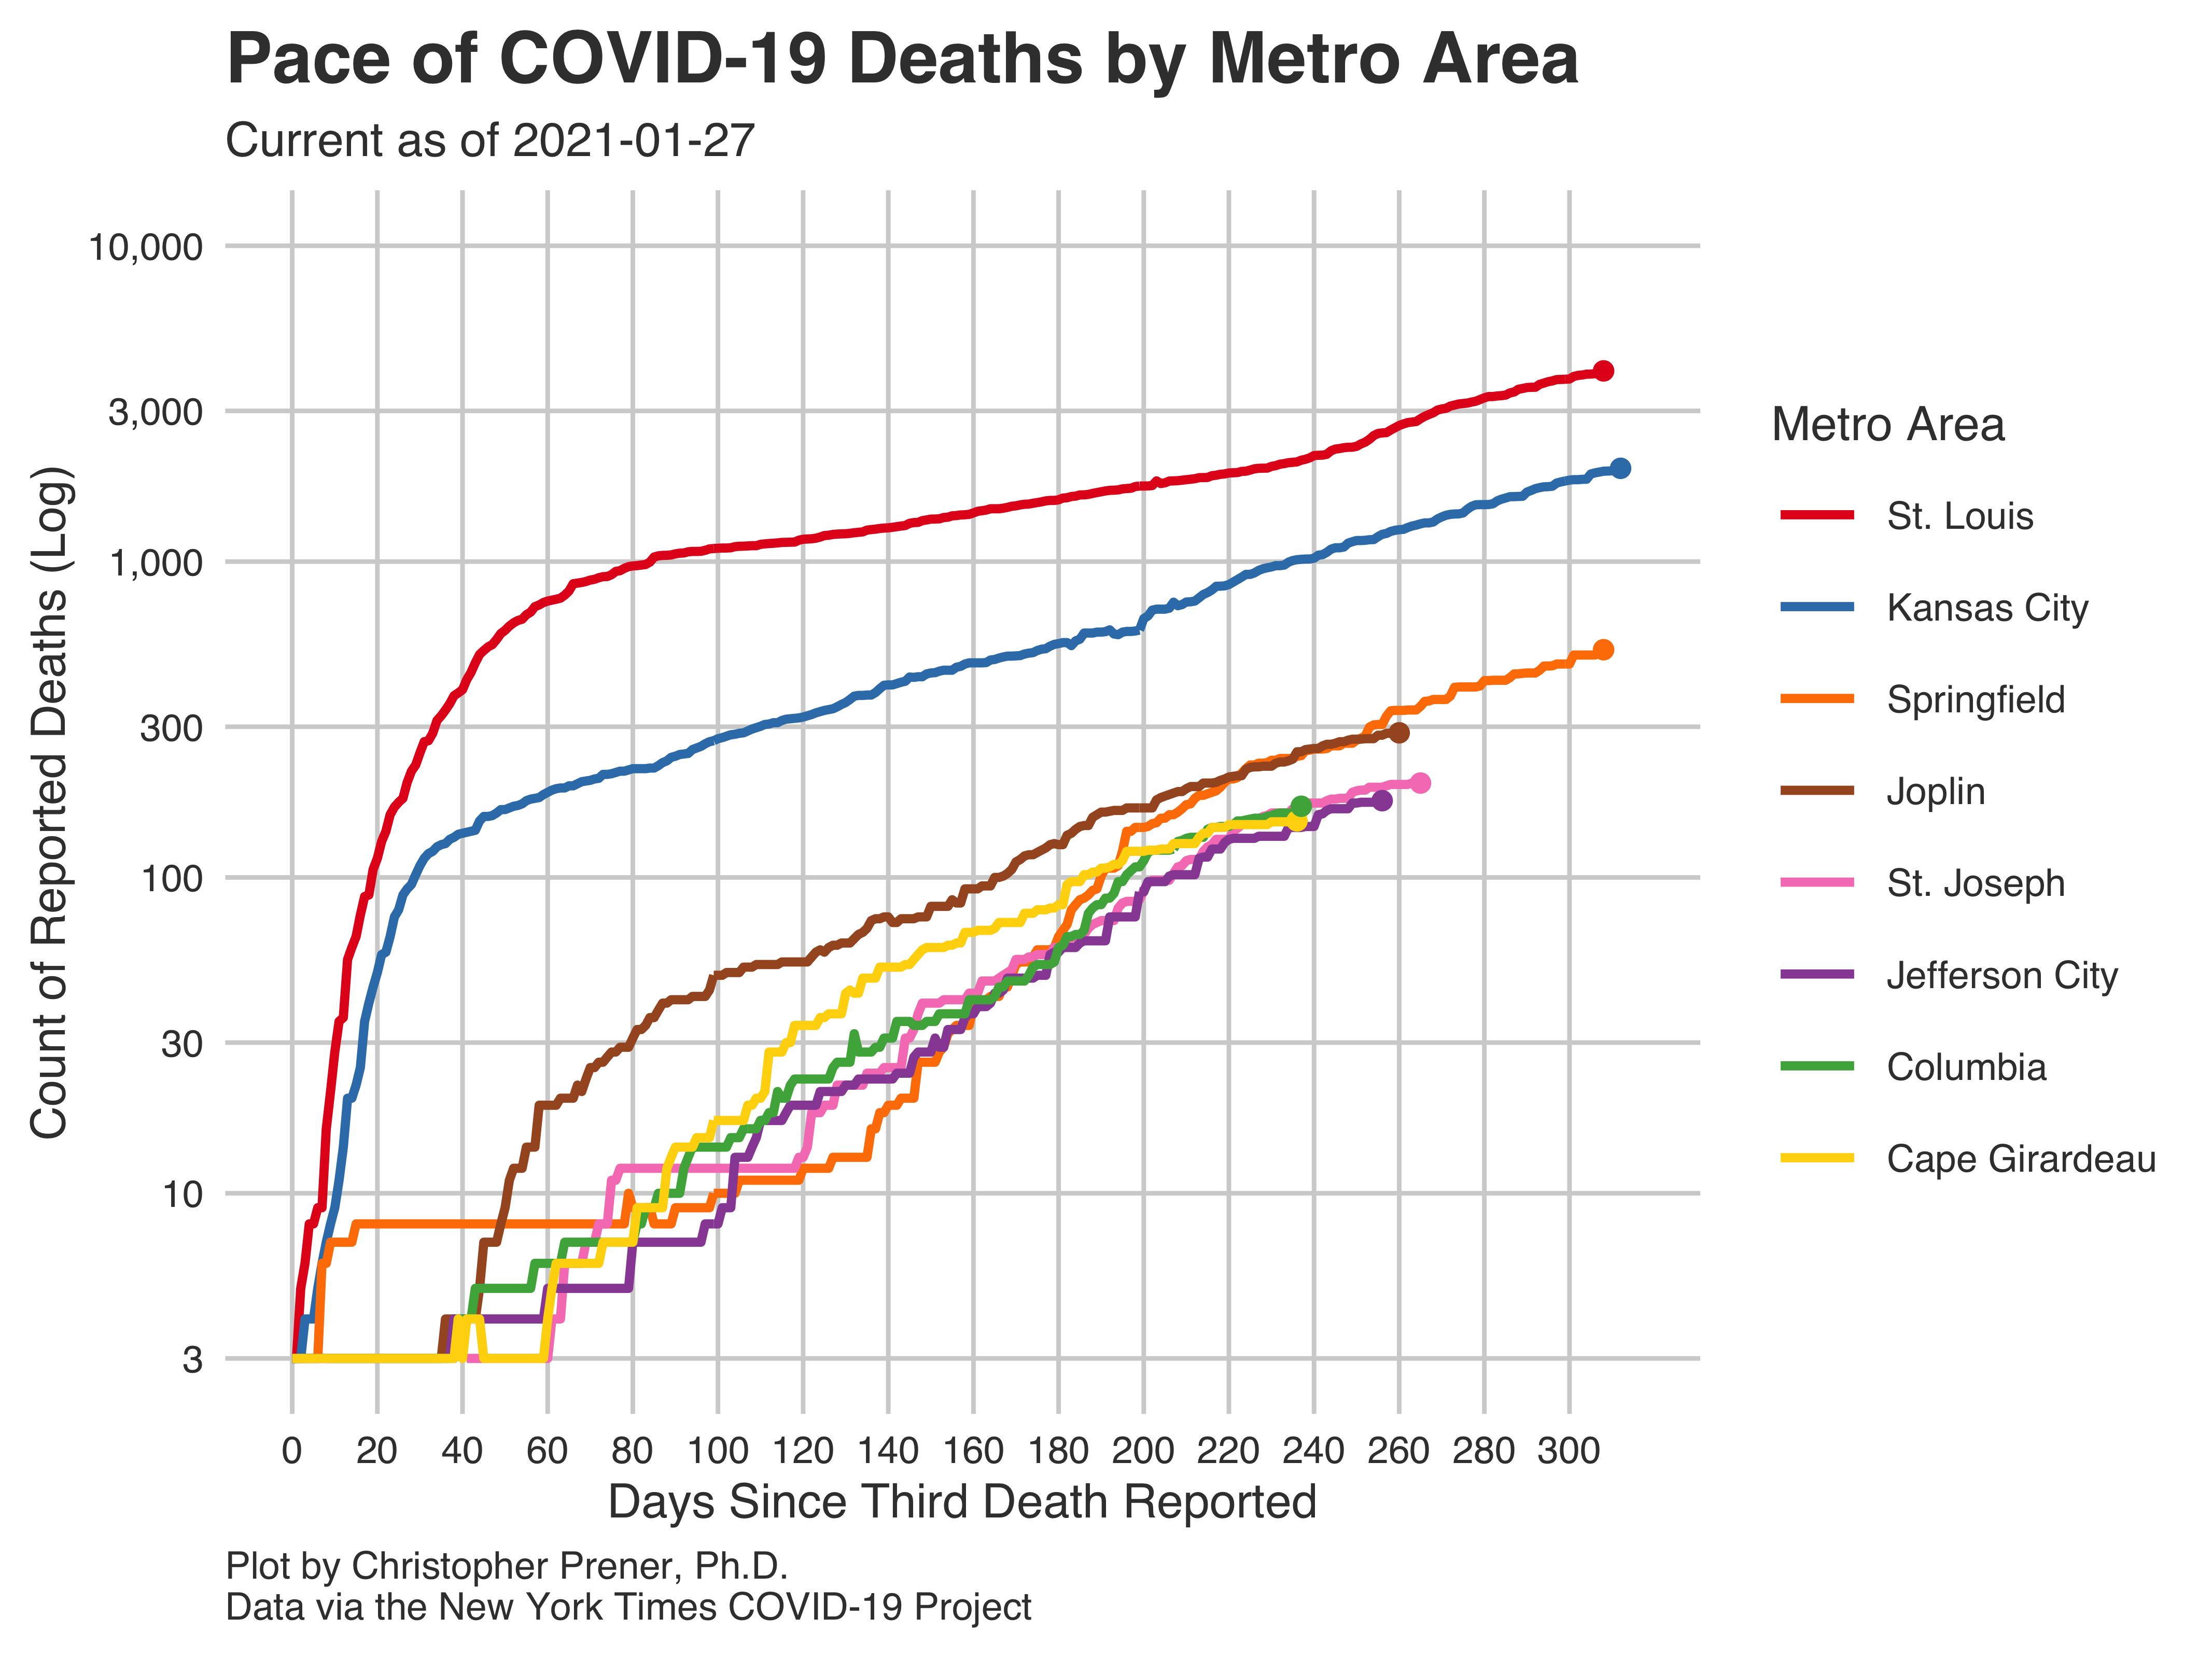 Pace of COVID-19 Deaths by Metro Area
Current as of 2021-01-27
Count of Reported Deaths (Log)
10,000
3,000
1,000
300
100
30
10
3
0 20 40 60 80 100 120 140 160 180 200 220 240 260 280 300
Days Since Third Death Reported
Metro Area
St. Louis
Kansas City
Springfield
Joplin
St. Joseph
Jefferson City
Columbia
Cape Girardeau
Plot by Christopher Prener, Ph.D.
Data via the New York Times COVID-19 Project